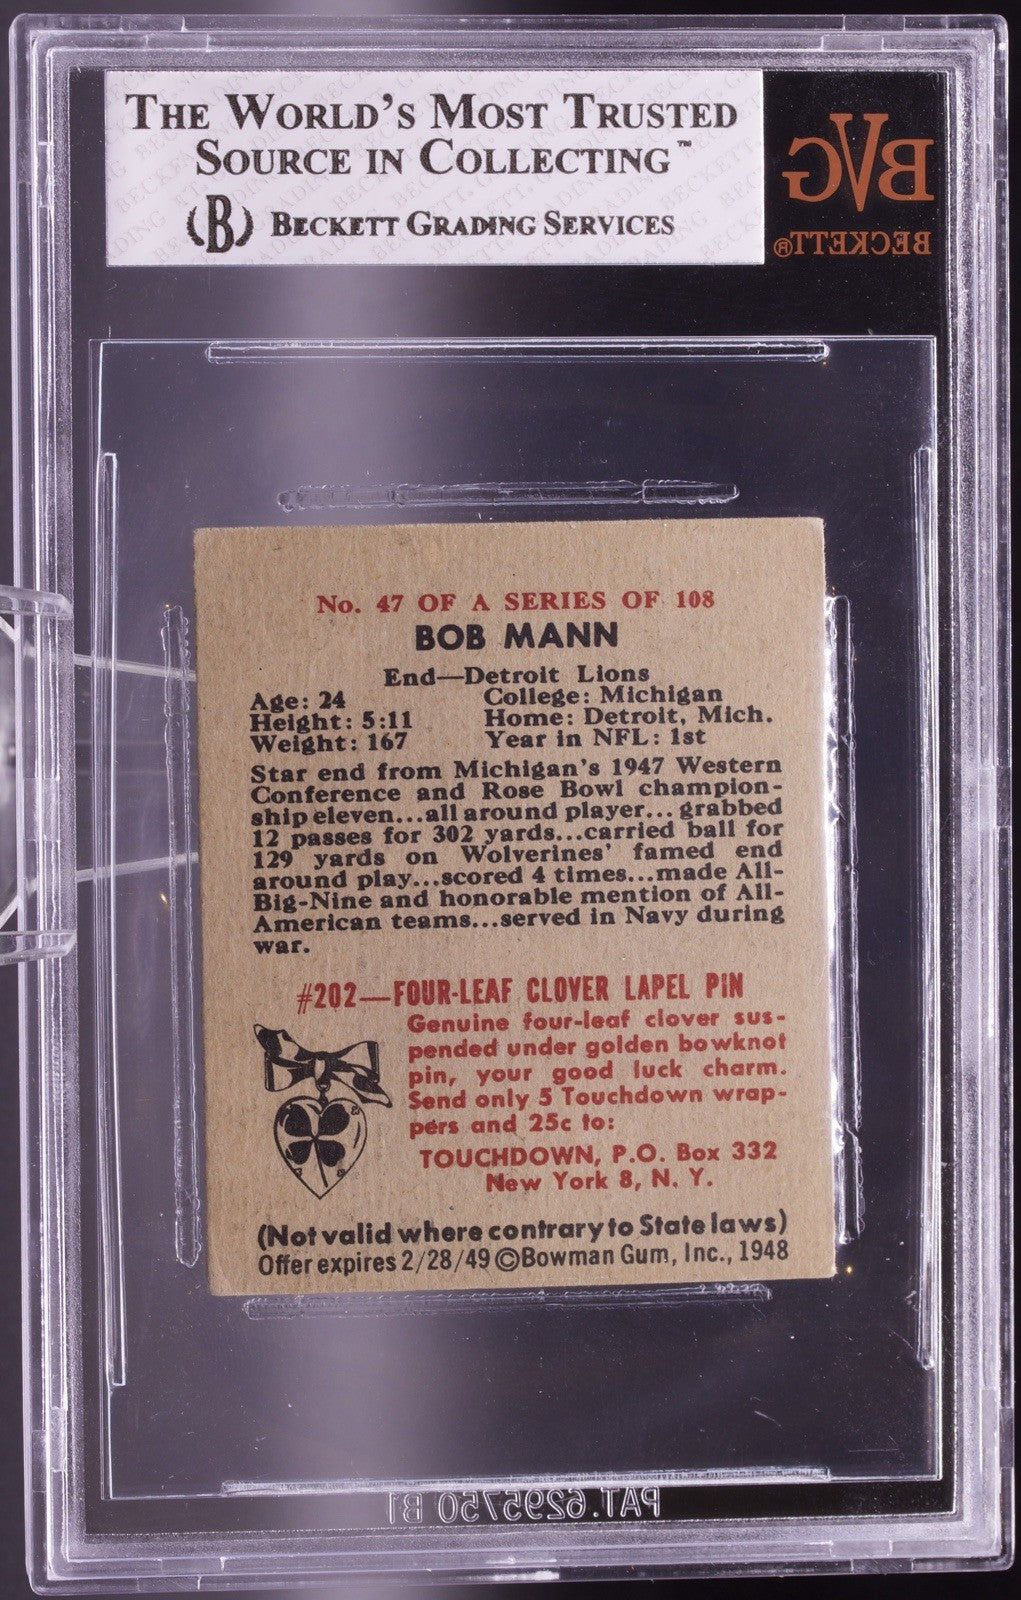 THE WORLD'S MOST TRUSTED
SOURCE IN COLLECTING™
B BECKETT GRADING SERVICES
BVG
BECKETT®
No. 47 OF A SERIES OF 108
BOB MANN
End—Detroit Lions
Age: 24 College: Michigan
Height: 5:11 Home: Detroit, Mich.
Weight: 167 Year in NFL: 1st
Star end from Michigan's 1947 Western
Conference and Rose Bowl champion-
ship eleven...all around player... grabbed
12 passes for 302 yards...carried ball for
129 yards on Wolverines' famed end
around play...scored 4 times...made All-
Big-Nine and honorable mention of All-
American teams...served in Navy during
war.
#202—FOUR-LEAF CLOVER LAPEL PIN
Genuine four-leaf clover sus-
pended under golden bowknot
pin, your good luck charm.
Send only 5 Touchdown wrap-
pers and 25c to:
TOUCHDOWN, P.O. Box 332
New York 8, N. Y.
(Not valid where contrary to State laws)
Offer expires 2/28/49 ©Bowman Gum, Inc., 1948
PAT. 6295750 B1